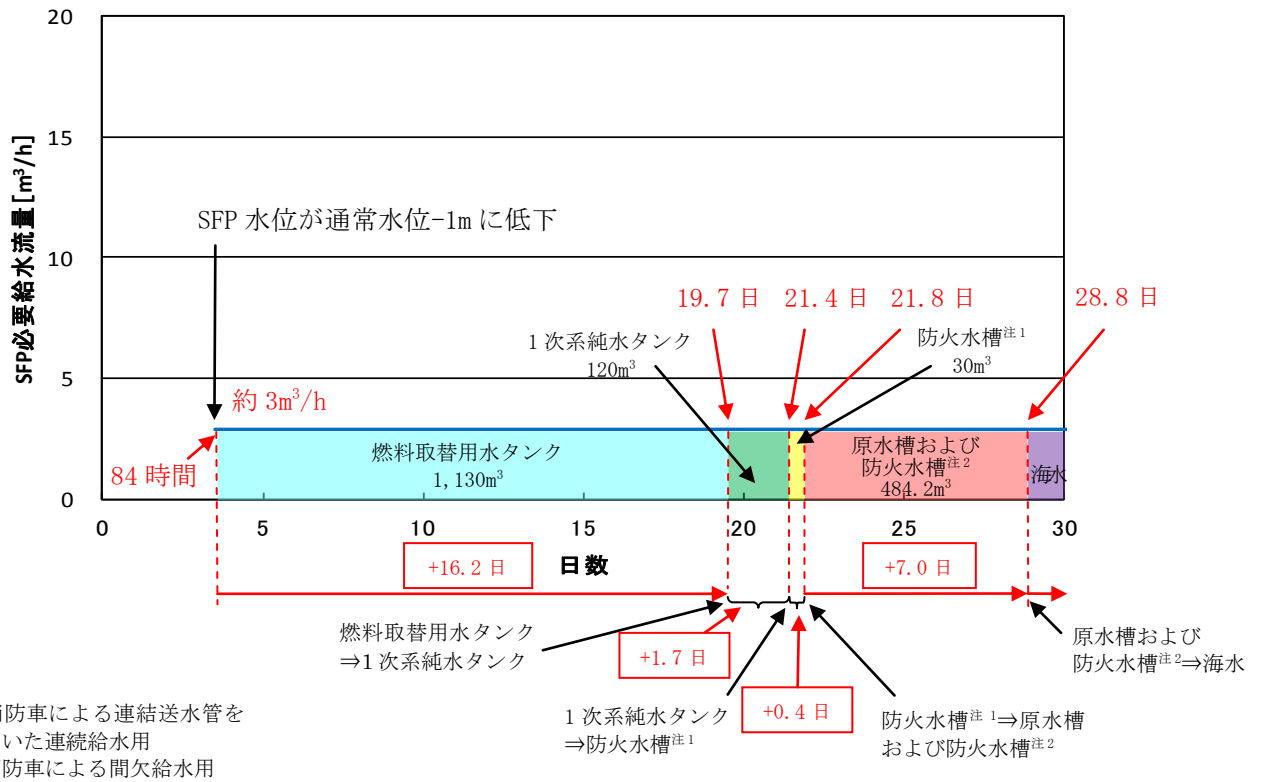 20
15
10
5
0
SFP必要給水流量[m³/h]
SFP 水位が通常水位-1m に低下
19.7 日
21.4 日
21.8 日
28.8 日
1 次系純水タンク
120m³
防火水槽注1
30m³
約 3m³/h
84 時間
燃料取替用水タンク
1,130m³
原水槽および
防火水槽注2
484.2m³
海水
0
5
10
15
20
25
30
日数
+16.2 日
+7.0 日
燃料取替用水タンク
⇒1 次系純水タンク
+1.7 日
1 次系純水タンク
⇒防火水槽注1
+0.4 日
防火水槽注1⇒原水槽
および防火水槽注2
原水槽および
防火水槽注2⇒海水
防車による連結送水管を
いた連続給水用
防車による間欠給水用